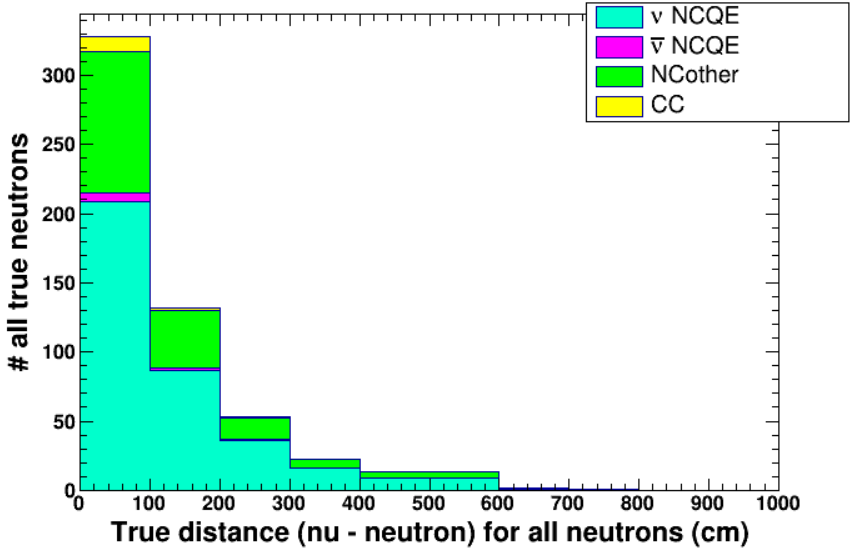 ν NCQE
ν̅ NCQE
NCother
CC
# all true neutrons
300
250
200
150
100
50
0
0 100 200 300 400 500 600 700 800 900 1000
True distance (nu - neutron) for all neutrons (cm)